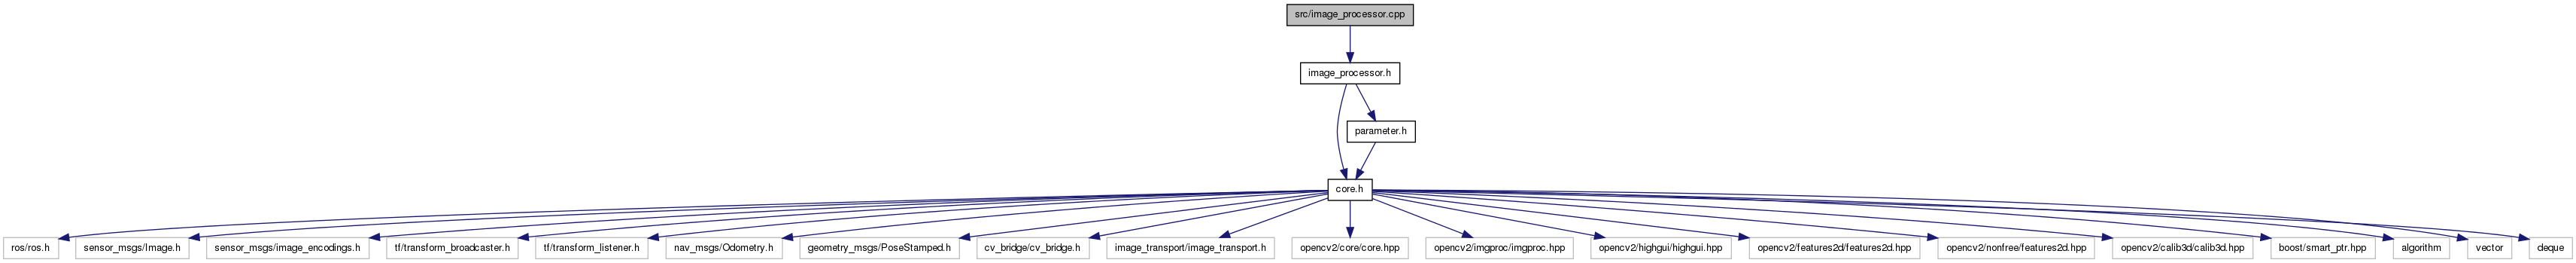 src/image_processor.cpp
image_processor.h
parameter.h
core.h
ros/ros.h
sensor_msgs/Image.h
sensor_msgs/image_encodings.h
tf/transform_broadcaster.h
tf/transform_listener.h
nav_msgs/Odometry.h
geometry_msgs/PoseStamped.h
cv_bridge/cv_bridge.h
image_transport/image_transport.h
opencv2/core/core.hpp
opencv2/imgproc/imgproc.hpp
opencv2/highgui/highgui.hpp
opencv2/features2d/features2d.hpp
opencv2/nonfree/features2d.hpp
opencv2/calib3d/calib3d.hpp
boost/smart_ptr.hpp
algorithm
vector
deque